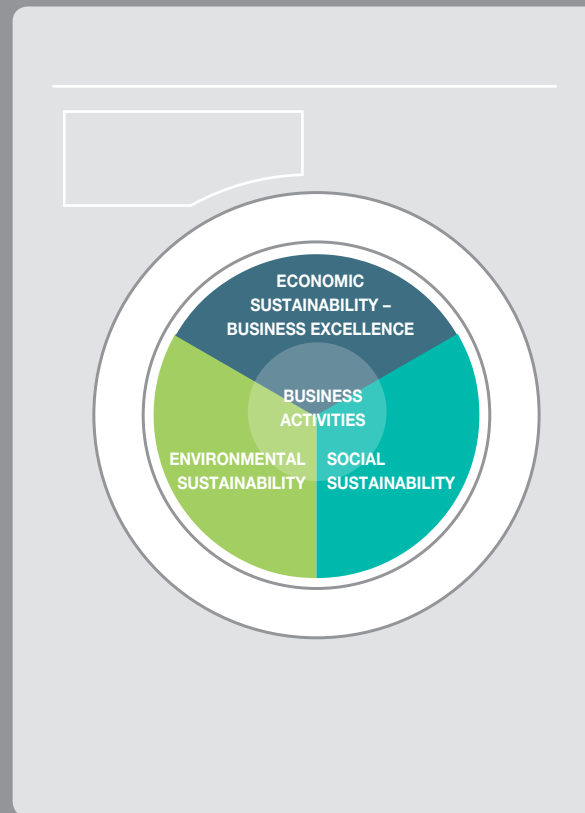 ECONOMIC
SUSTAINABILITY –
BUSINESS EXCELLENCE
BUSINESS
ACTIVITIES
ENVIRONMENTAL
SUSTAINABILITY
SOCIAL
SUSTAINABILITY